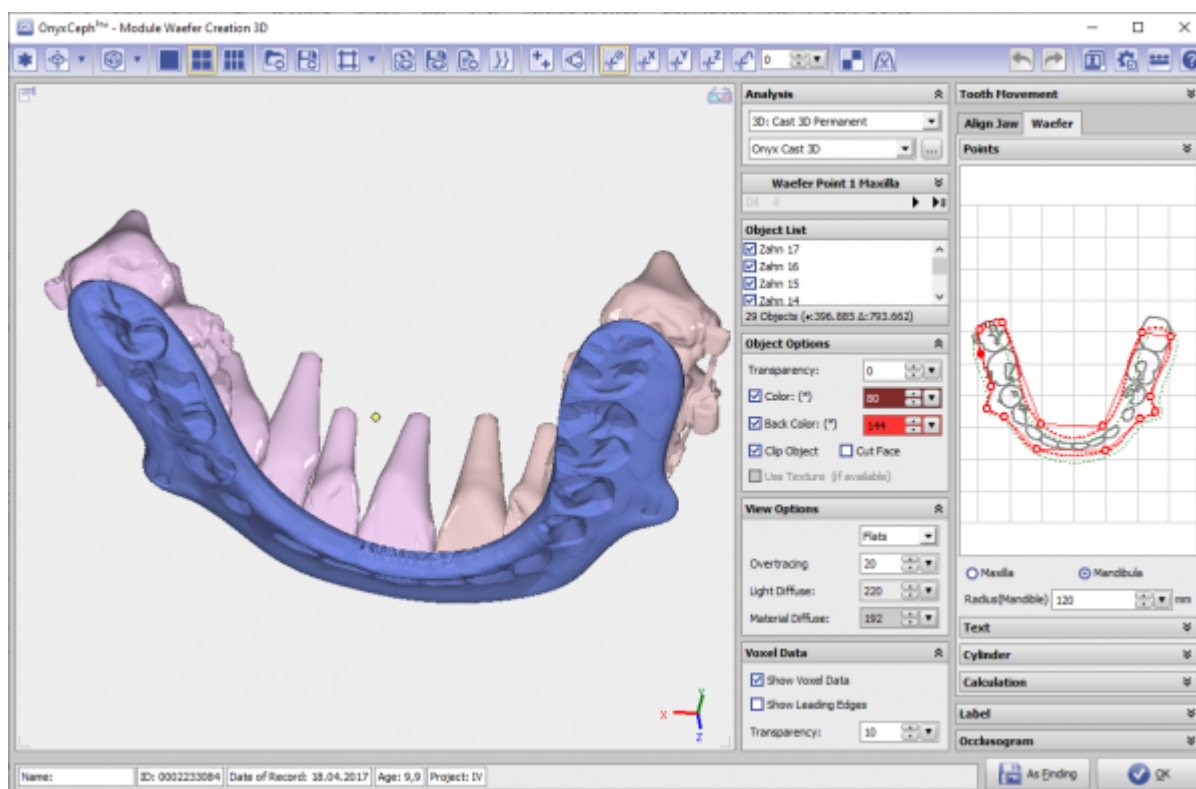 OnyxCeph³™ - Module Waefer Creation 3D
0
Analysis
3D: Cast 3D Permanent
Onyx Cast 3D
...
Waefer Point 1 Maxilla
Object List
Zahn 17
Zahn 16
Zahn 15
Zahn 14
29 Objects (•:396.885 Δ:793.662)
Object Options
Transparency: 0
Color: (*) 80
Back Color: (*) 144
Clip Object Cut Face
Use Texture (if available)
View Options
Flats
Overtracing 20
Light Diffuse: 220
Material Diffuse: 192
Voxel Data
Show Voxel Data
Show Leading Edges
Transparency: 10
Tooth Movement
Align Jaw Waefer
Points
Maxilla Mandibula
Radius(Mandible) 120 mm
Text
Cylinder
Calculation
Label
Occlusogram
X Y Z
Name: ID: 0002233084 Date of Record: 18.04.2017 Age: 9,9 Project: IV
As Finding OK